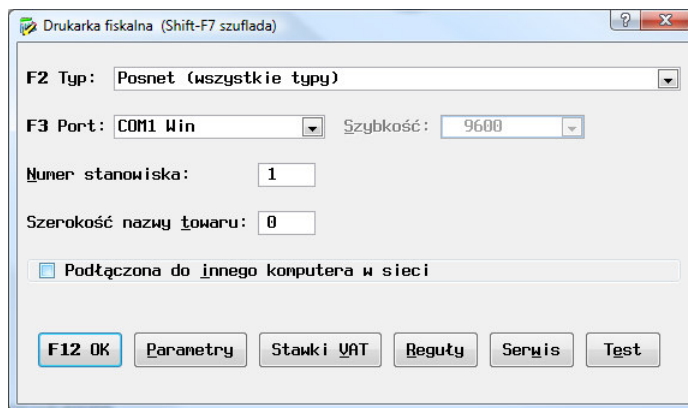 Drukarka fiskalna (Shift-F7 szuflada)
F2 Typ: Posnet (wszystkie typy)
F3 Port: COM1 Win Szybkość: 9600
Numer stanowiska: 1
Szerokość nazwy towaru: 0
Podłączona do innego komputera w sieci
F12 OK Parametry Stawki VAT Reguły Serwis Test